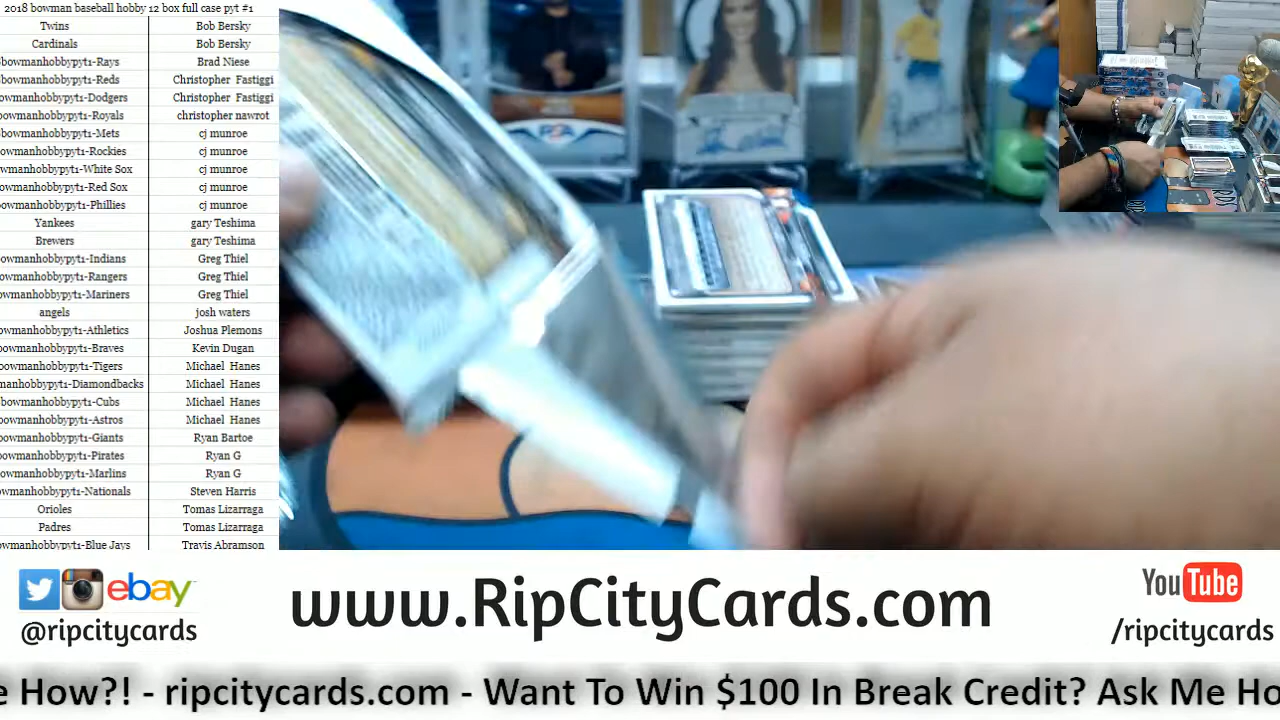 2018 bowman baseball hobby 12 box full case pyt #1
Twins Bob Bersky
Cardinals Bob Bersky
bowmanhobbypyt1-Rays Brad Niese
bowmanhobbypyt1-Reds Christopher Fastiggi
owmanhobbypyt1-Dodgers Christopher Fastiggi
owmanhobbypyt1-Royals christopher nawrot
bowmanhobbypyt1-Mets cj munroe
owmanhobbypyt1-Rockies cj munroe
wmanhobbypyt1-White Sox cj munroe
owmanhobbypyt1-Red Sox cj munroe
owmanhobbypyt1-Phillies cj munroe
Yankees gary Teshima
Brewers gary Teshima
owmanhobbypyt1-Indians Greg Thiel
owmanhobbypyt1-Rangers Greg Thiel
owmanhobbypyt1-Mariners Greg Thiel
angels josh waters
owmanhobbypyt1-Athletics Joshua Plemons
bowmanhobbypyt1-Braves Kevin Dugan
owmanhobbypyt1-Tigers Michael Hanes
manhobbypyt1-Diamondbacks Michael Hanes
bowmanhobbypyt1-Cubs Michael Hanes
owmanhobbypyt1-Astros Michael Hanes
owmanhobbypyt1-Giants Ryan Bartoe
owmanhobbypyt1-Pirates Ryan G
owmanhobbypyt1-Marlins Ryan G
wmanhobbypyt1-Nationals Steven Harris
Orioles Tomas Lizarraga
Padres Tomas Lizarraga
owmanhobbypyt1-Blue Jays Travis Abramson
ebay
@ripcitycards
www.RipCityCards.com
YouTube
/ripcitycards
e How?! - ripcitycards.com - Want To Win $100 In Break Credit? Ask Me Ho